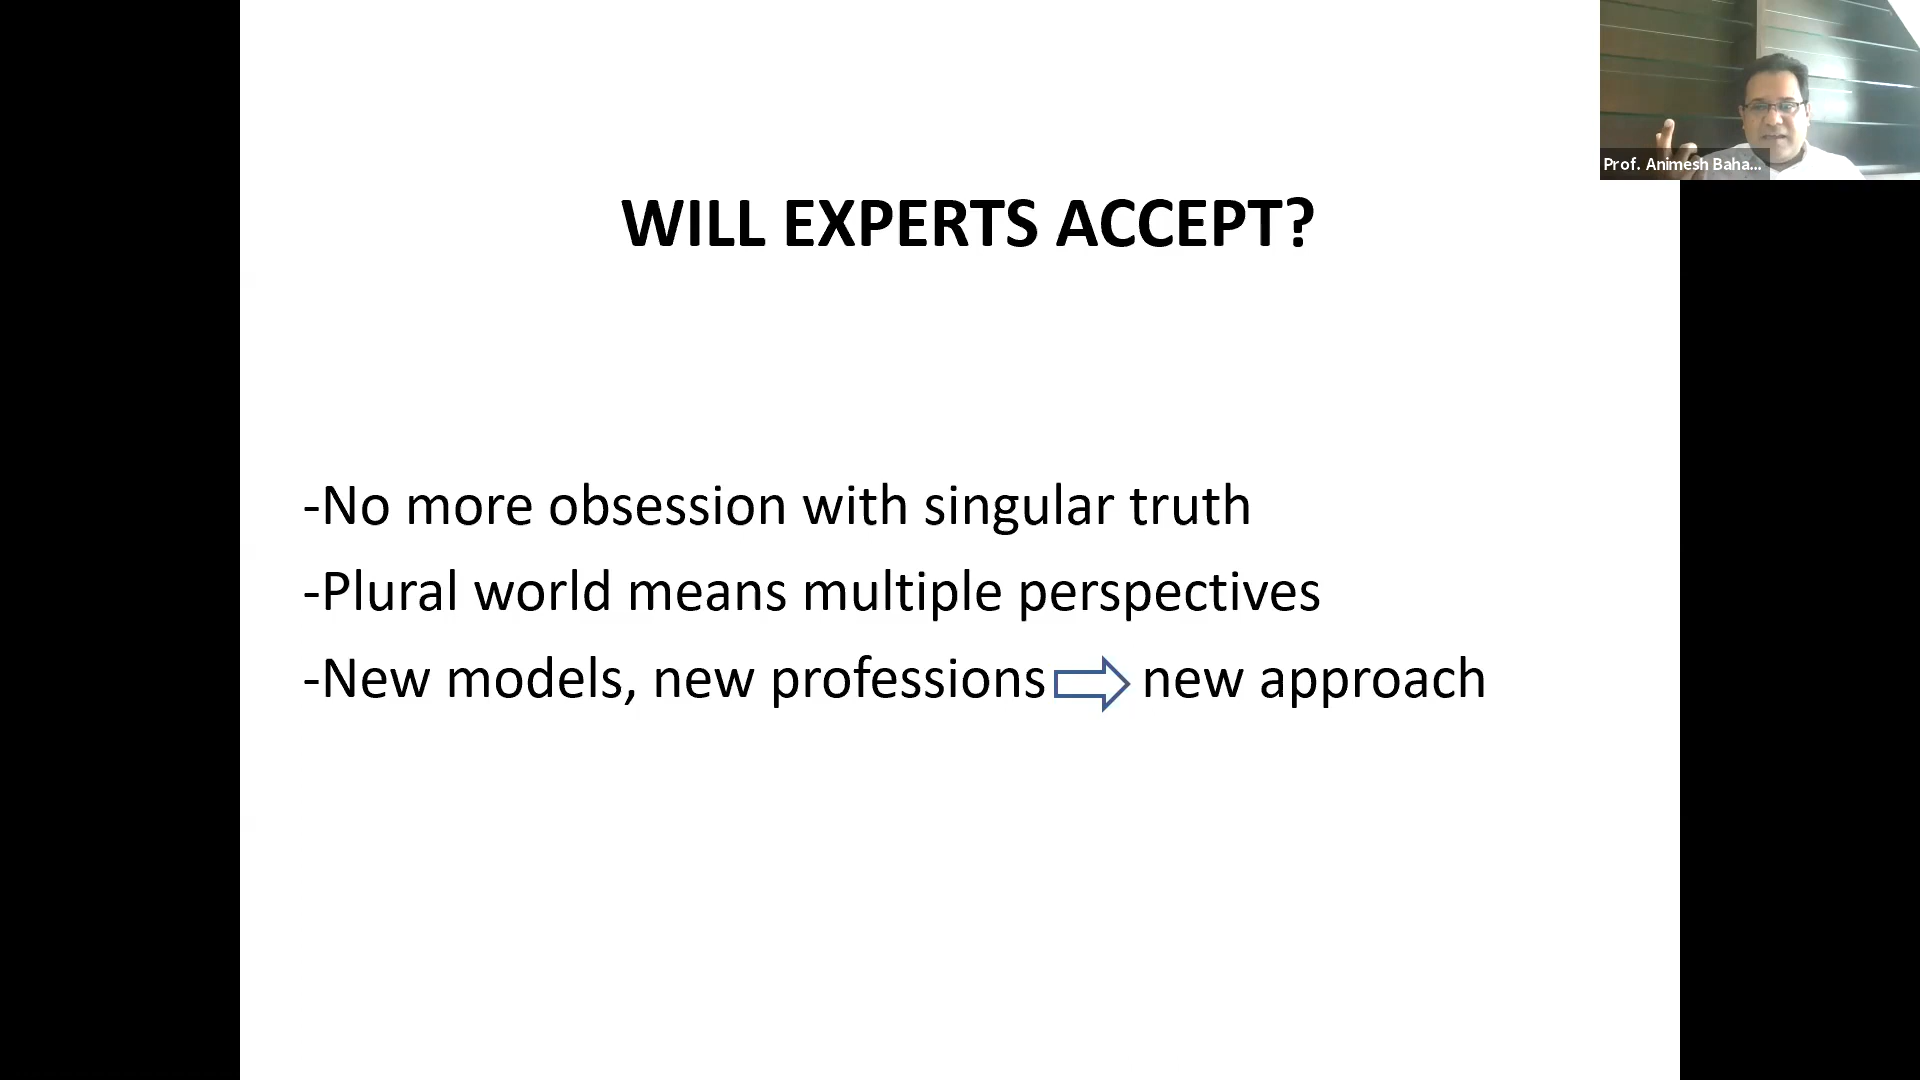 Prof. Animesh Baha...
WILL EXPERTS ACCEPT?
-No more obsession with singular truth
-Plural world means multiple perspectives
-New models, new professions new approach